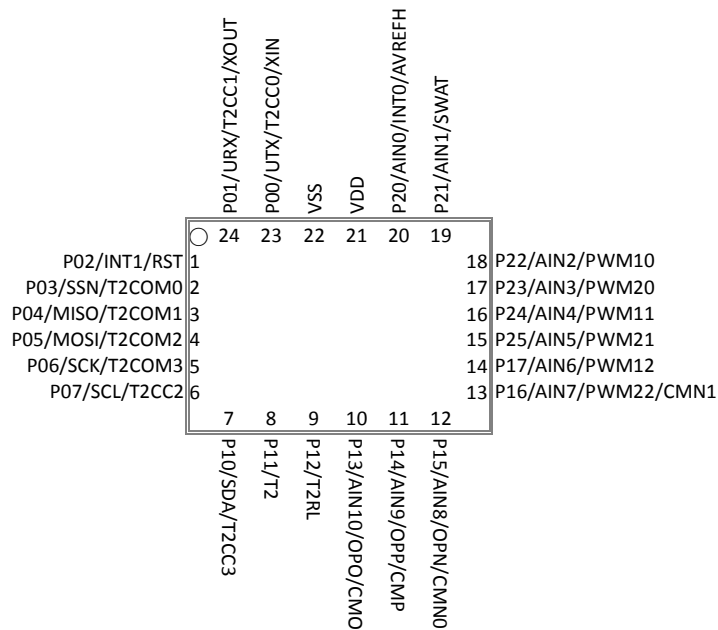 P01/URX/T2CC1/XOUT
P00/UTX/T2CC0/XIN
VSS
VDD
P20/AIN0/INT0/AVREFH
P21/AIN1/SWAT
24 23 22 21 20 19
P02/INT1/RST 1
P03/SSN/T2COM0 2
P04/MISO/T2COM1 3
P05/MOSI/T2COM2 4
P06/SCK/T2COM3 5
P07/SCL/T2CC2 6
18 P22/AIN2/PWM10
17 P23/AIN3/PWM20
16 P24/AIN4/PWM11
15 P25/AIN5/PWM21
14 P17/AIN6/PWM12
13 P16/AIN7/PWM22/CMN1
7 8 9 10 11 12
P10/SDA/T2CC3
P11/T2
P12/T2RL
P13/AIN10/OPO/CMO
P14/AIN9/OPP/CMP
P15/AIN8/OPN/CMN0